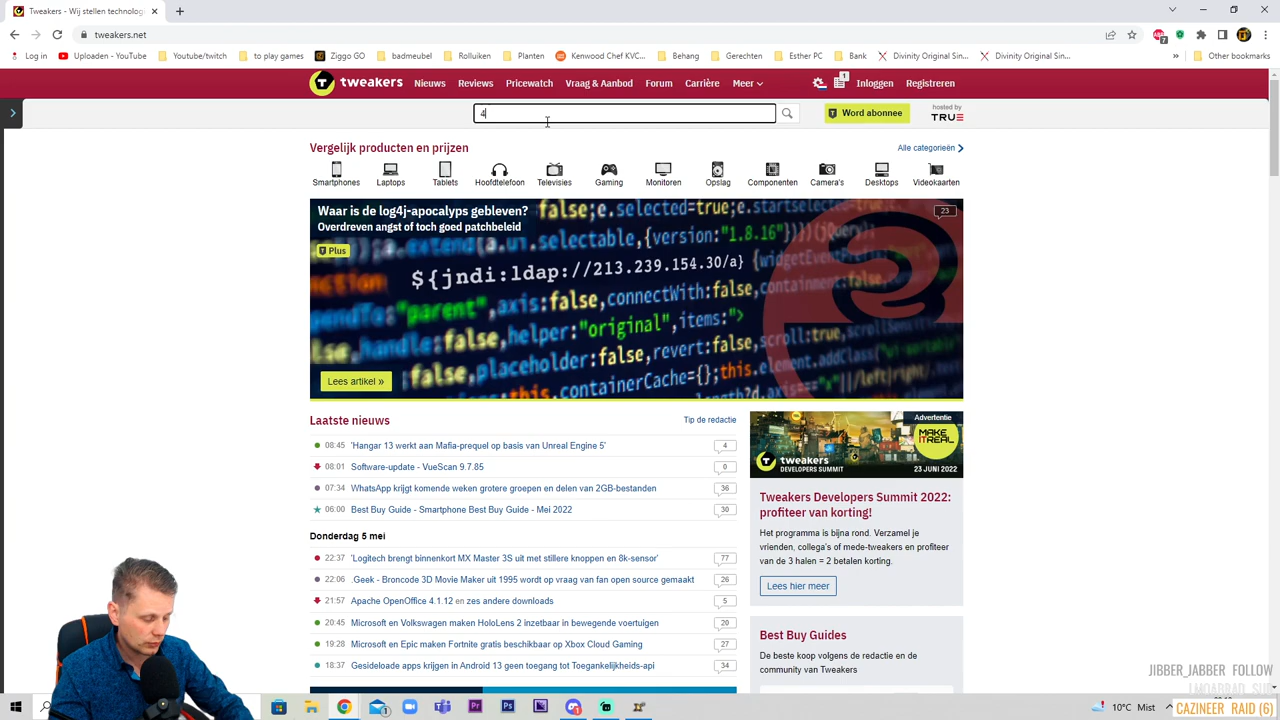 Tweakers - Wij stellen technolog
tweakers.net
Log in
Uploaden - YouTube
Youtube/twitch
to play games
Ziggo GO
badmeubel
Rolluiken
Planten
Kenwood Chef KVC...
Behang
Gerechten
Esther PC
Bank
Divinity Original Sin...
Divinity Original Sin...
Other bookmarks
tweakers
Nieuws
Reviews
Pricewatch
Vraag & Aanbod
Forum
Carrière
Meer
1
Inloggen
Registreren
4
Word abonnee
hosted by
TRUE
Vergelijk producten en prijzen
Alle categorieën
Smartphones
Laptops
Tablets
Hoofdtelefoon
Televisies
Gaming
Monitoren
Opslag
Componenten
Camera's
Desktops
Videokaarten
Waar is de log4j-apocalyps gebleven?
Overdreven angst of toch goed patchbeleid
23
Plus
${jndi:ldap://213.239.154.30/a}
Lees artikel »
Laatste nieuws
Tip de redactie
08:45 'Hangar 13 werkt aan Mafia-prequel op basis van Unreal Engine 5' 4
08:01 Software-update - VueScan 9.7.85 0
07:34 WhatsApp krijgt komende weken grotere groepen en delen van 2GB-bestanden 36
06:00 Best Buy Guide - Smartphone Best Buy Guide - Mei 2022 30
Donderdag 5 mei
22:37 'Logitech brengt binnenkort MX Master 3S uit met stillere knoppen en 8k-sensor' 77
22:06 .Geek - Broncode 3D Movie Maker uit 1995 wordt op vraag van fan open source gemaakt 26
21:57 Apache OpenOffice 4.1.12 en zes andere downloads 5
20:45 Microsoft en Volkswagen maken HoloLens 2 inzetbaar in bewegende voertuigen 20
19:28 Microsoft en Epic maken Fortnite gratis beschikbaar op Xbox Cloud Gaming 27
18:37 Gesideloade apps krijgen in Android 13 geen toegang tot Toegankelijkheids-api 34
Advertentie
MAKE IT REAL
tweakers
DEVELOPERS SUMMIT
23 JUNI 2022
Tweakers Developers Summit 2022:
profiteer van korting!
Het programma is bijna rond. Verzamel je
vrienden, collega's of mede-tweakers en profiteer
van de 3 halen = 2 betalen korting.
Lees hier meer
Best Buy Guides
De beste koop volgens de redactie en de
community van Tweakers
JIBBER_JABBER FOLLOW
CAZINEER RAID (6)
10°C Mist